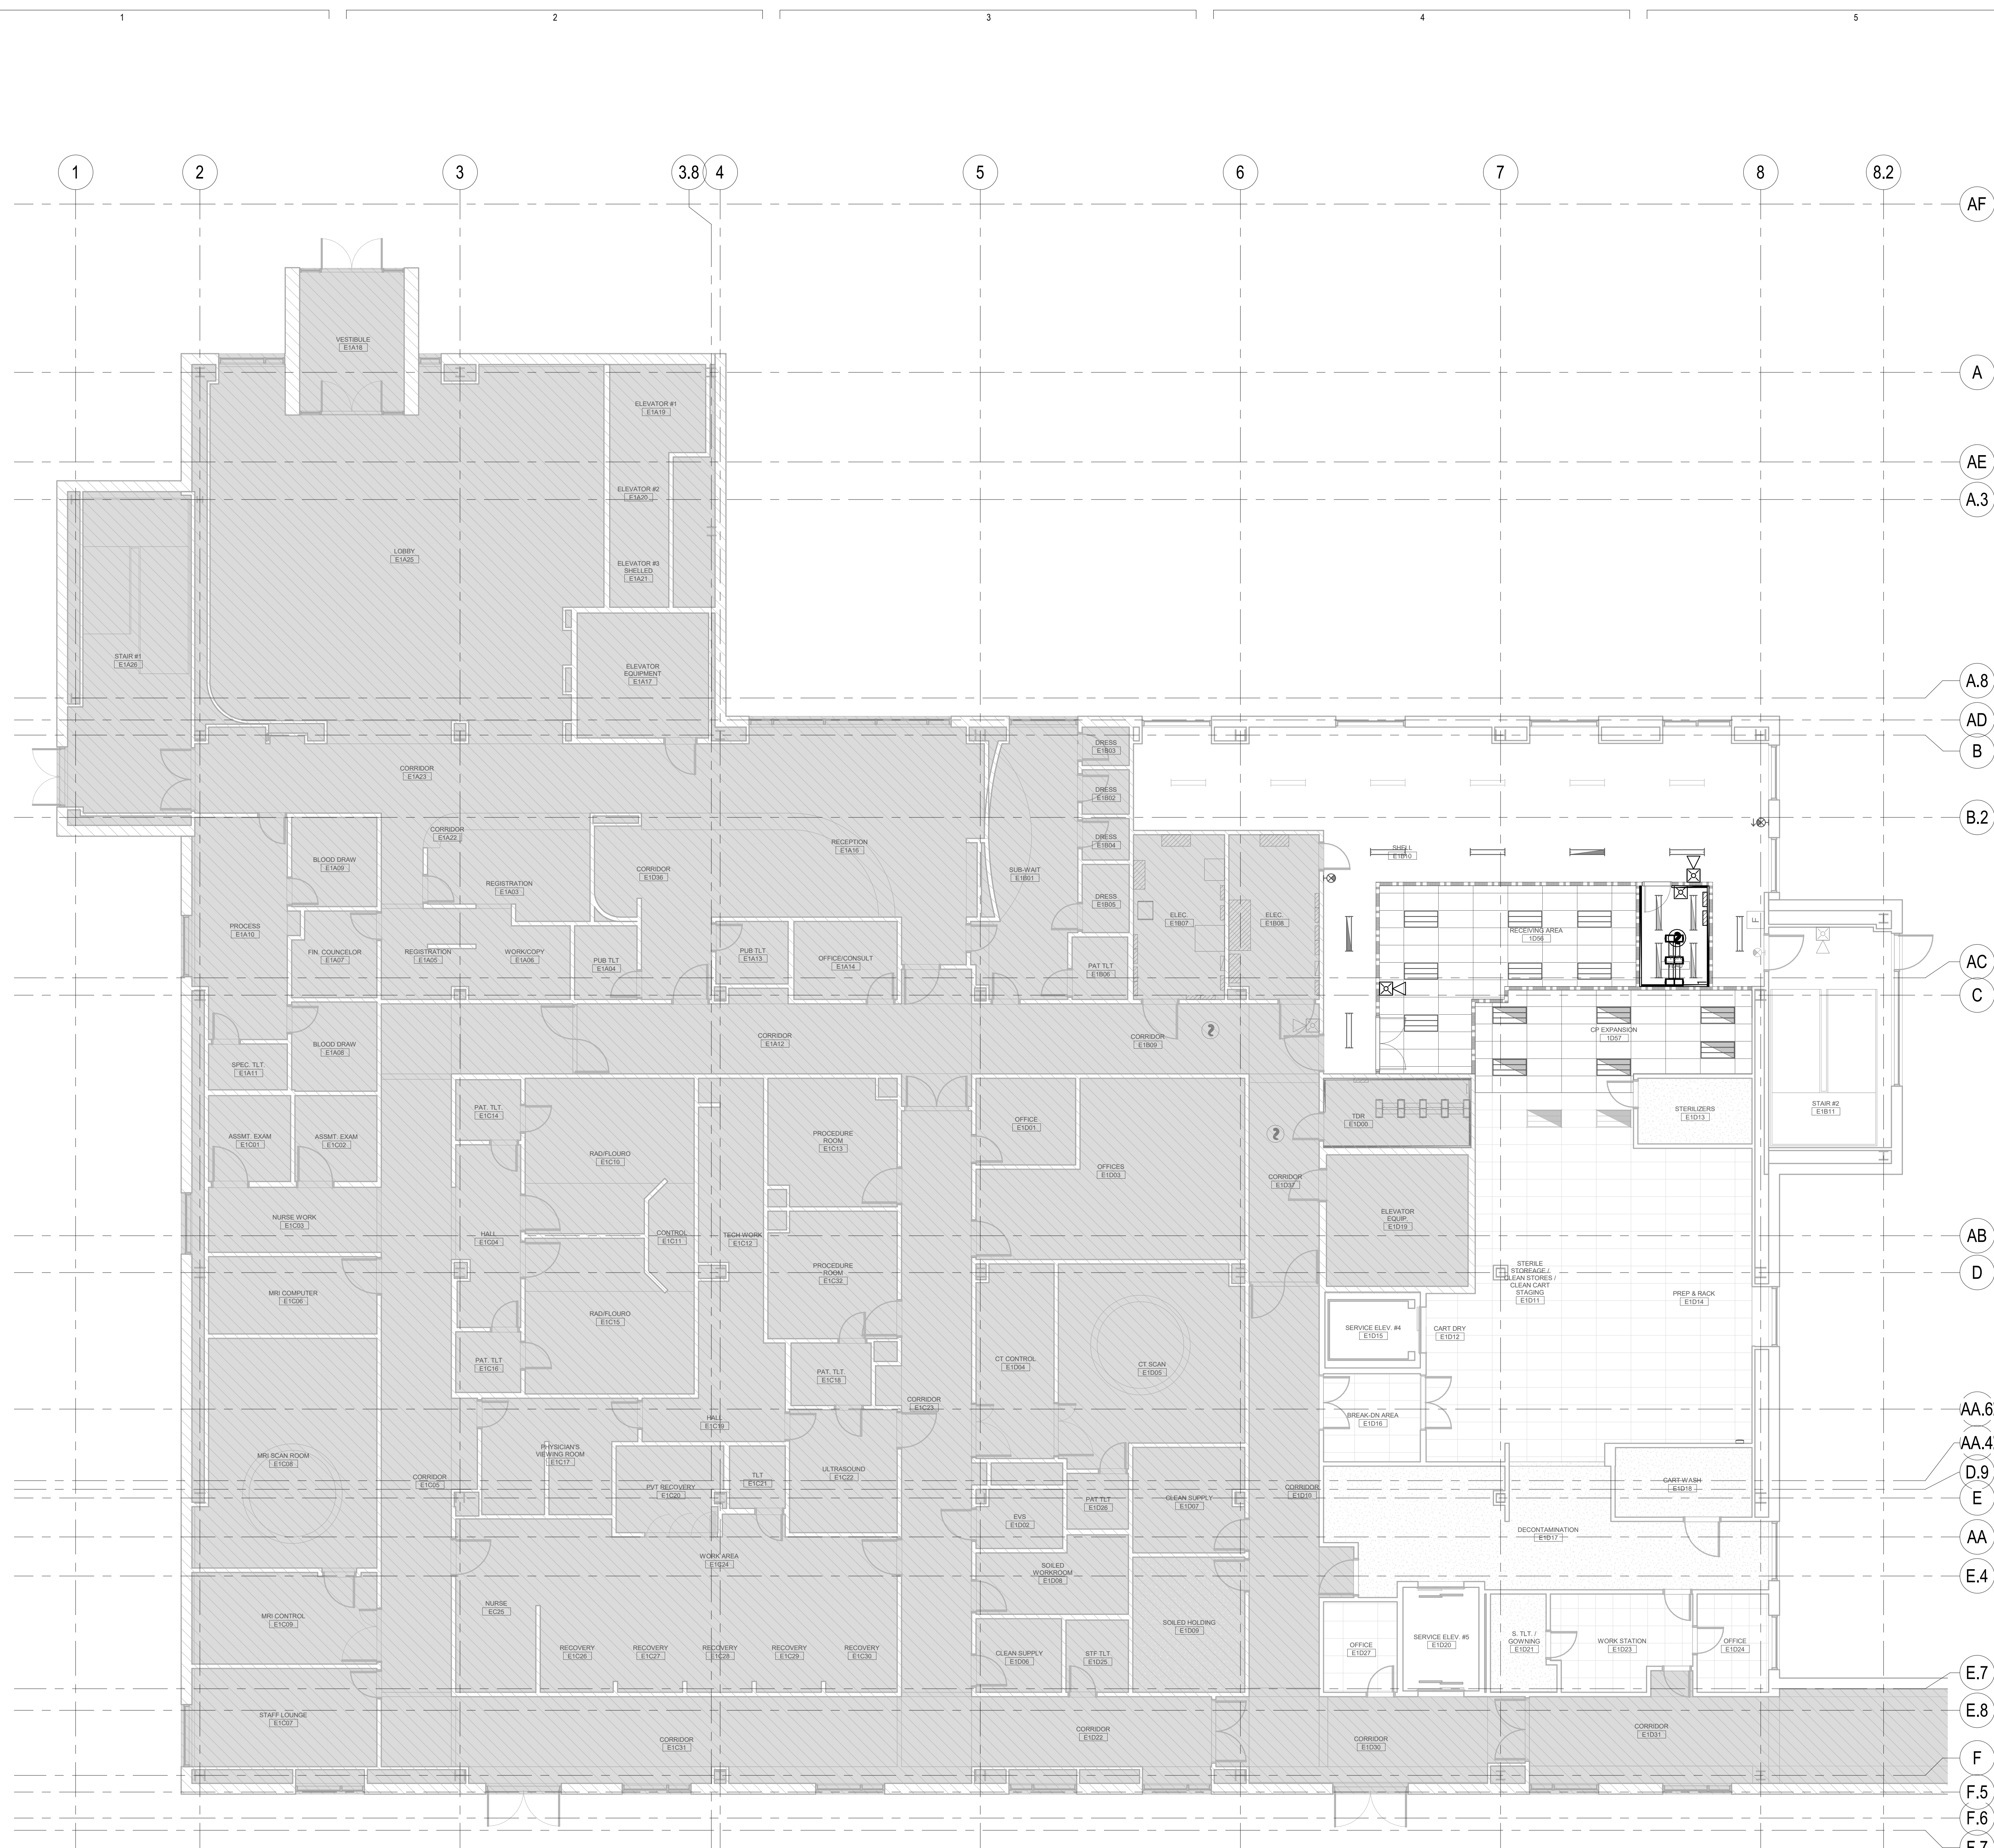 1
2
3
4
5
1
2
3
3.8
4
5
6
7
8
8.2
AF
A
AE
A.3
A.8
AD
B
B.2
AC
C
AB
D
AA.6
D.9
E
AA
E.4
E.7
E.8
F
F.5
F.6
VESTIBULE
E1A18
ELEVATOR #1
E1A19
ELEVATOR #2
E1A20
LOBBY
E1A25
ELEVATOR #3
SHELLED
E1A21
STAIR #1
E1A26
ELEVATOR
EQUIPMENT
E1A17
CORRIDOR
E1A23
DRESS
E1B03
DRESS
E1B02
DRESS
E1B04
DRESS
E1B05
CORRIDOR
E1A22
RECEPTION
E1A16
SHELL
E1B10
BLOOD DRAW
E1A09
REGISTRATION
E1A03
CORRIDOR
E1D36
SUB-WAIT
E1B01
ELEC.
E1B07
ELEC.
E1B08
F
RECEIVING AREA
1D56
PROCESS
E1A10
FIN. COUNCELOR
E1A07
REGISTRATION
E1A05
WORK/COPY
E1A06
PUB TLT
E1A04
PUB TLT
E1A13
OFFICE/CONSULT
E1A14
PAT TLT
E1B06
CORRIDOR
E1A12
CORRIDOR
E1B09
CP EXPANSION
1D57
BLOOD DRAW
E1A08
SPEC. TLT.
E1A11
PAT. TLT.
E1C14
OFFICE
E1D01
TDR
E1D00
STERILIZERS
E1D13
STAIR #2
E1B11
ASSMT. EXAM
E1C01
ASSMT. EXAM
E1C02
RAD/FLOURO
E1C10
PROCEDURE
ROOM
E1C13
OFFICES
E1D03
CORRIDOR
E1D37
NURSE WORK
E1C03
HALL
E1C04
CONTROL
E1C11
TECH WORK
E1C12
ELEVATOR
EQUIP.
E1D19
PROCEDURE
ROOM
E1C32
STERILE
STOREAGE /
CLEAN STORES /
CLEAN CART
STAGING
E1D11
PREP & RACK
E1D14
MRI COMPUTER
E1C06
RAD/FLOURO
E1C15
SERVICE ELEV. #4
E1D15
CART DRY
E1D12
PAT. TLT
E1C16
PAT. TLT.
E1C18
CT CONTROL
E1D04
CT SCAN
E1D05
CORRIDOR
E1C23
HALL
E1C19
BREAK-DN AREA
E1D16
MRI SCAN ROOM
E1C08
CORRIDOR
E1C05
PHYSICIAN'S
VIEWING ROOM
E1C17
PVT RECOVERY
E1C20
TLT
E1C21
ULTRASOUND
E1C22
PAT TLT
E1D26
CLEAN SUPPLY
E1D07
CORRIDOR
E1D10
CART WASH
E1D18
EVS
E1D02
DECONTAMINATION
E1D17
WORK AREA
E1C24
SOILED
WORKROOM
E1D08
MRI CONTROL
E1C09
NURSE
EC25
RECOVERY
E1C26
RECOVERY
E1C27
RECOVERY
E1C28
RECOVERY
E1C29
RECOVERY
E1C30
CLEAN SUPPLY
E1D06
STF TLT
E1D25
SOILED HOLDING
E1D09
OFFICE
E1D27
SERVICE ELEV. #5
E1D20
S. TLT. /
GOWNING
E1D21
WORK STATION
E1D23
OFFICE
E1D24
STAFF LOUNGE
E1C07
CORRIDOR
E1C31
CORRIDOR
E1D22
CORRIDOR
E1D30
CORRIDOR
E1D31